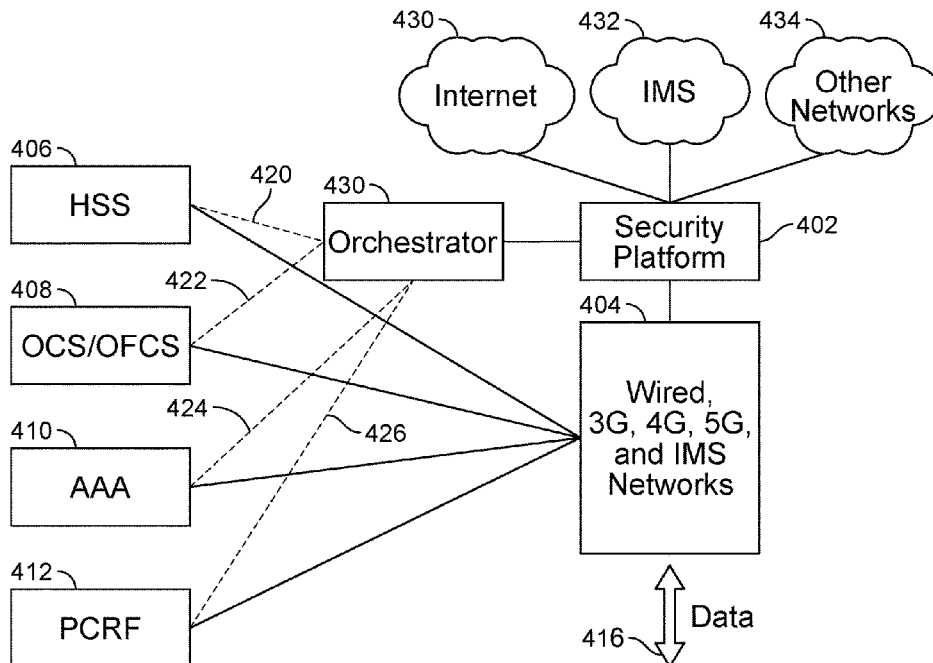 430
432
434
Internet
IMS
Other
Networks
406
HSS
420
430
Orchestrator
Security
Platform
402
422
408
OCS/OFCS
404
Wired,
3G, 4G, 5G,
and IMS
Networks
424
426
410
AAA
412
PCRF
416
Data